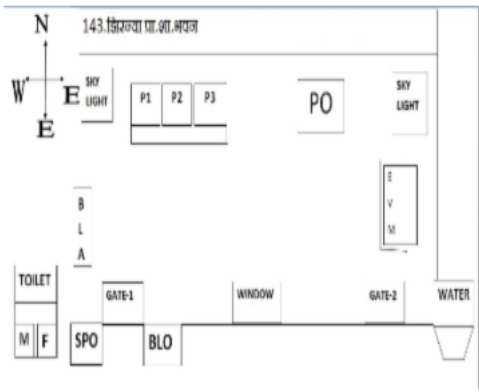 N
143.झिरन्या प्रा.शा.भवन
W
E
E
SKY
LIGHT
P1
P2
P3
PO
SKY
LIGHT
B
L
A
E
V
M
TOILET
GATE-1
WINDOW
GATE-2
WATER
M
F
SPO
BLO